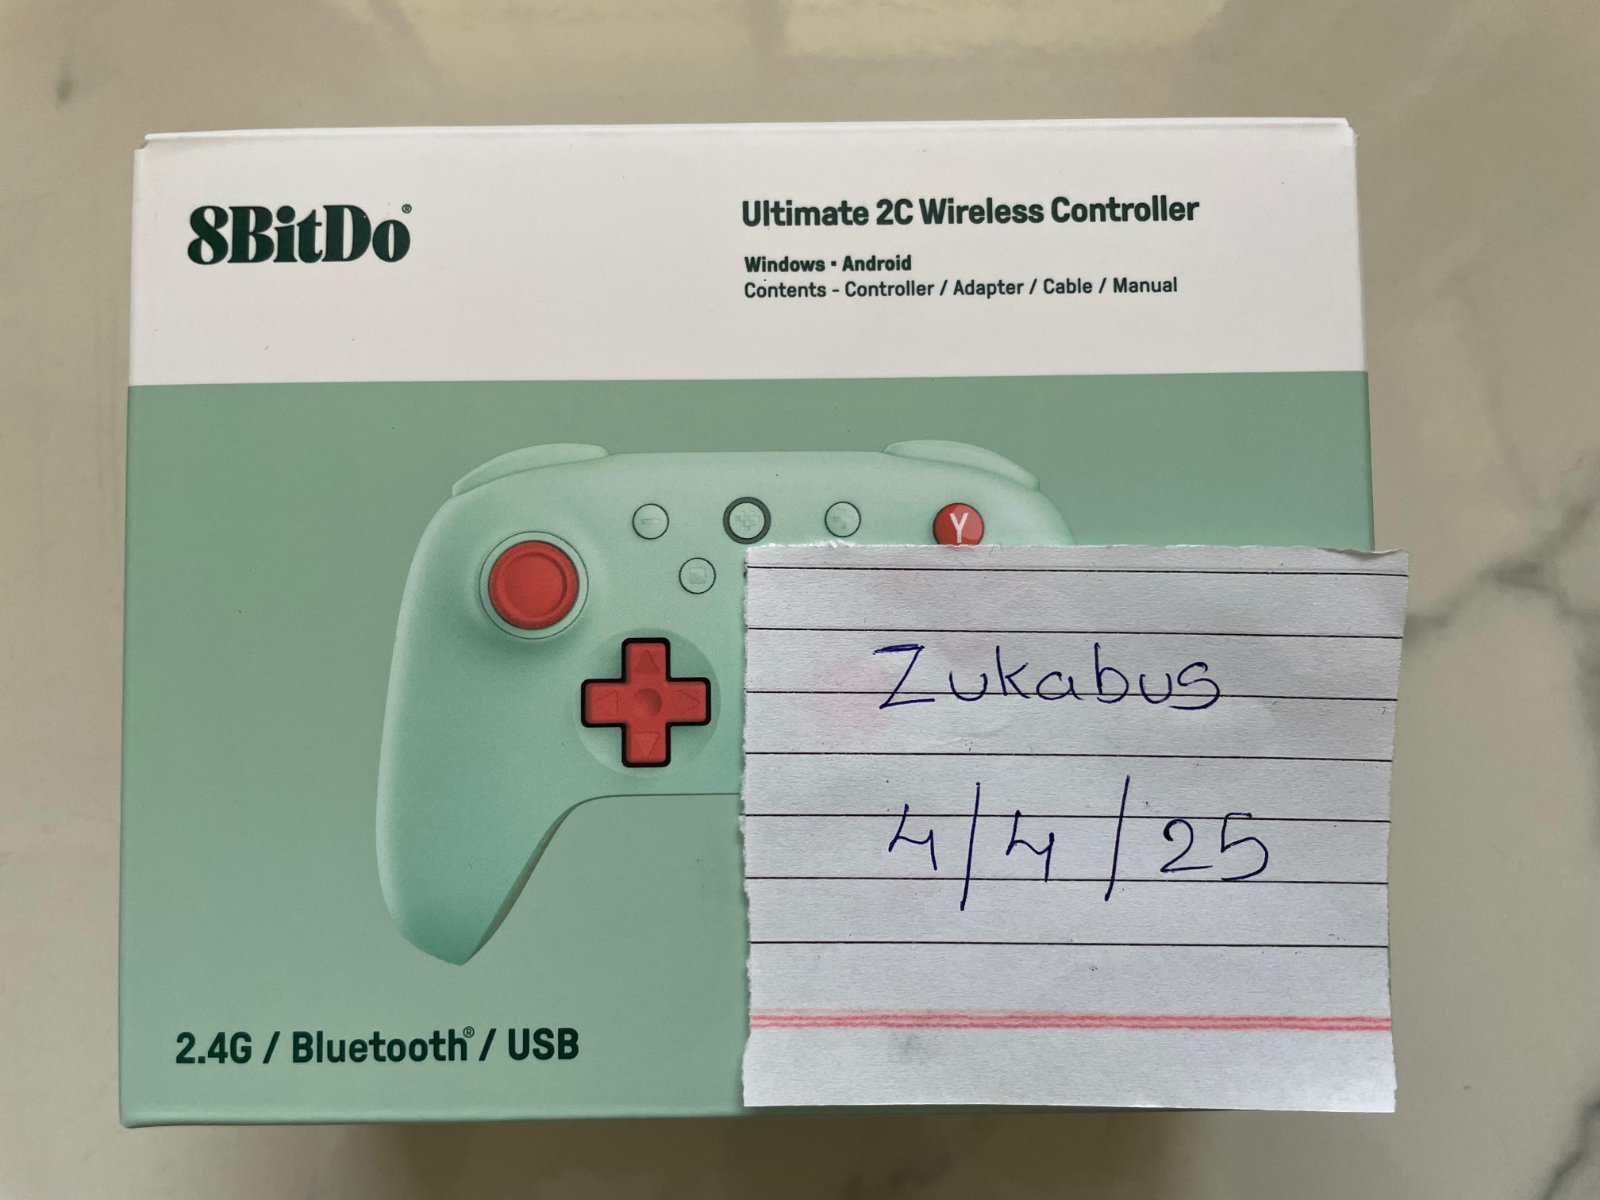 8BitDo®
Ultimate 2C Wireless Controller
Windows • Android
Contents - Controller / Adapter / Cable / Manual
Y
Zukabus
4/4/25
2.4G / Bluetooth® / USB